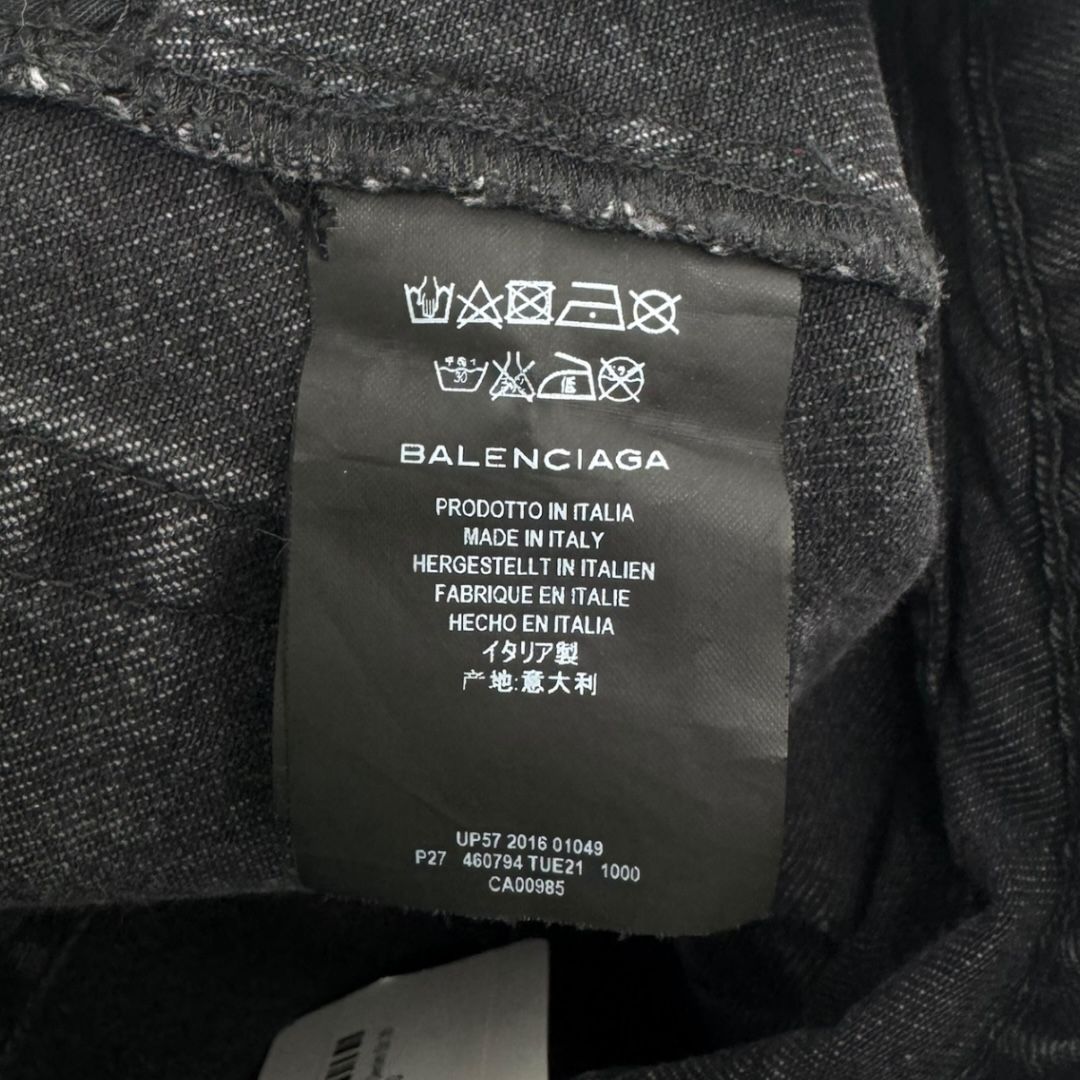 BALENCIAGA
PRODOTTO IN ITALIA
MADE IN ITALY
HERGESTELLT IN ITALIEN
FABRIQUE EN ITALIE
HECHO EN ITALIA
イタリア製
产地:意大利
UP57 2016 01049
P27 460794 TUE21 1000
CA00985